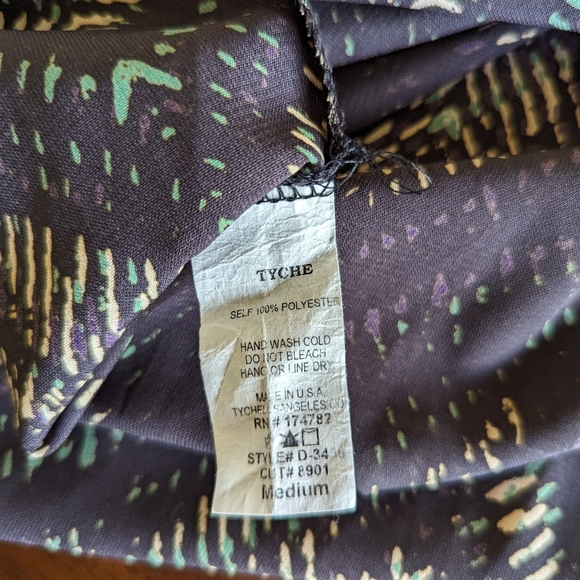 TYCHE
SELF 100% POLYESTER
HAND WASH COLD
DO NOT BLEACH
HANG OR LINE DRY
MADE IN U.S.A.
RN # 174782
STYLE#
CUT# 8901
Medium